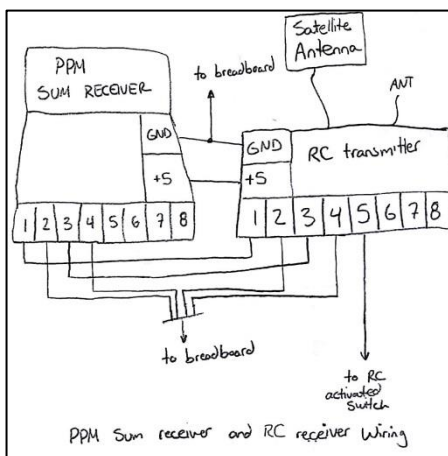 PPM
SUM RECEIVER
GND
+5
1 2 3 4 5 6 7 8
to breadboard
Satellite
Antenna
ANT
GND
RC transmitter
+5
1 2 3 4 5 6 7 8
to breadboard
to RC
activated
Switch
PPM Sum receiver and RC receiver Wiring